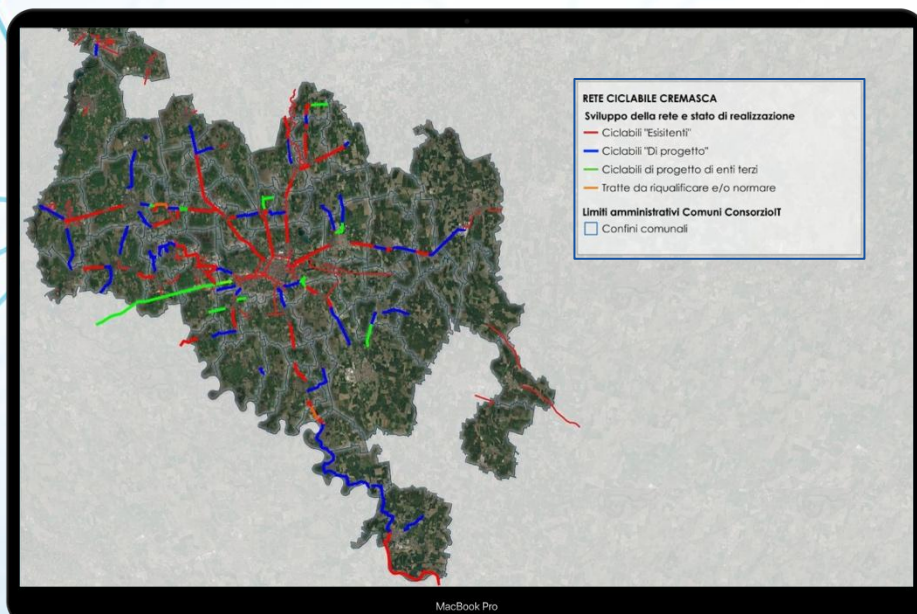 RETE CICLABILE CREMASCA
Sviluppo della rete e stato di realizzazione
Ciclabili "Esisitenti"
Ciclabili "Di progetto"
Ciclabili di progetto di enti terzi
Tratte da riqualificare e/o normare
Limiti amministrativi Comuni ConsorzioIT
Confini comunali
MacBook Pro